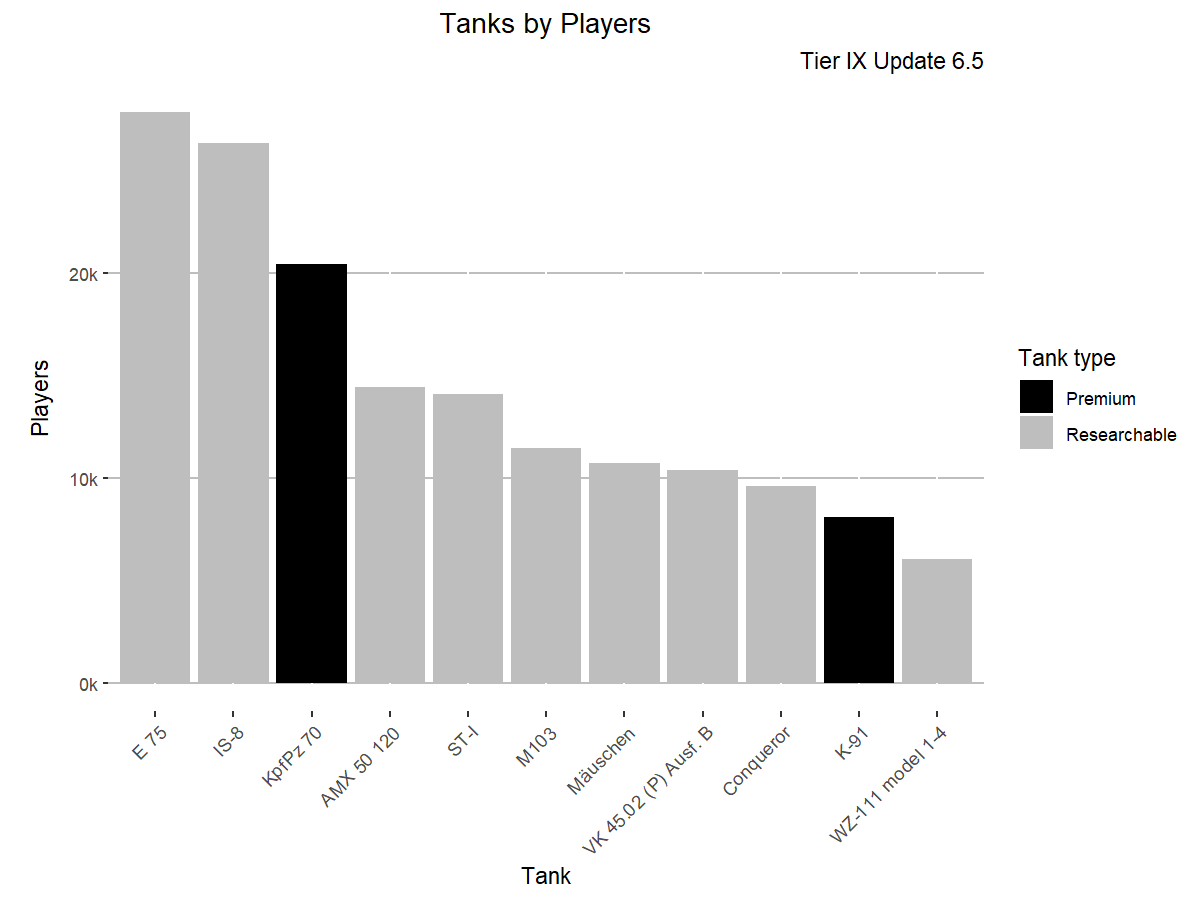 Tanks by Players
Tier IX Update 6.5
Players
20k
10k
0k
E 75
IS-8
KpfPz 70
AMX 50 120
ST-I
M103
Mäuschen
VK 45.02 (P) Ausf. B
Conqueror
K-91
WZ-111 model 1-4
Tank
Tank type
Premium
Researchable